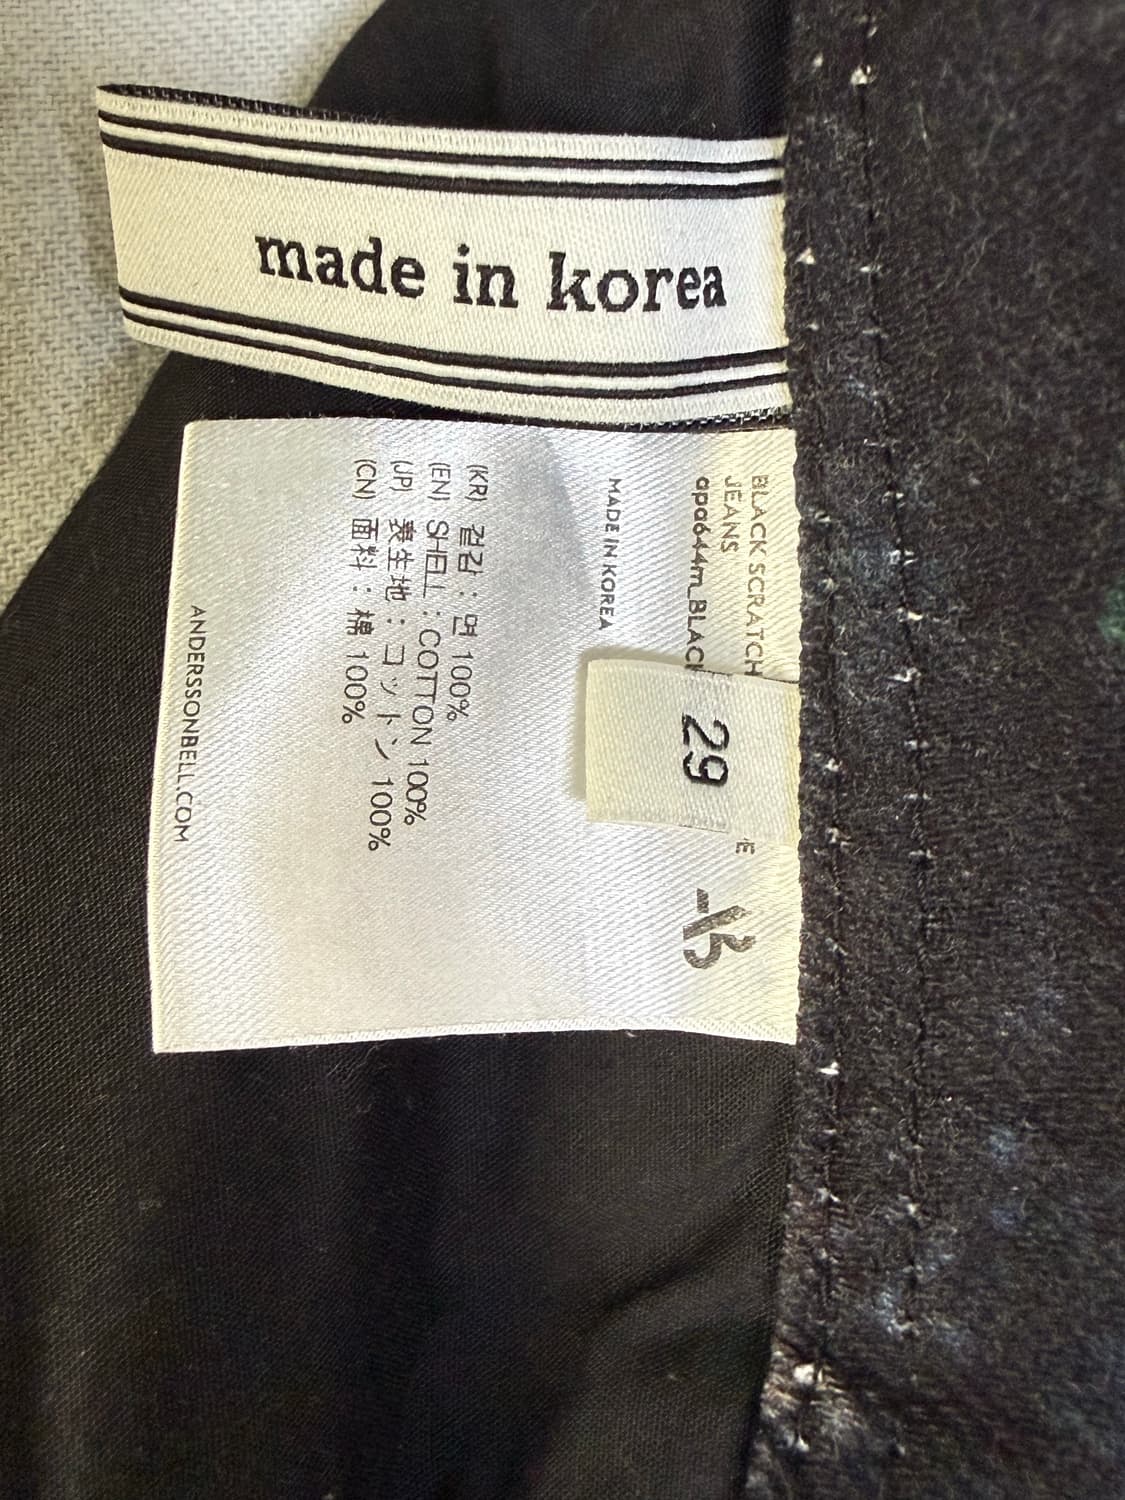 made in korea
BLACK SCRATCH
JEANS
apa644m_BLACK
29
MADE IN KOREA
(KR) 겉감 : 면 100%
(EN) SHELL : COTTON 100%
(JP) 表生地 : コットン 100%
(CN) 面料 : 棉 100%
ANDERSSONBELL.COM